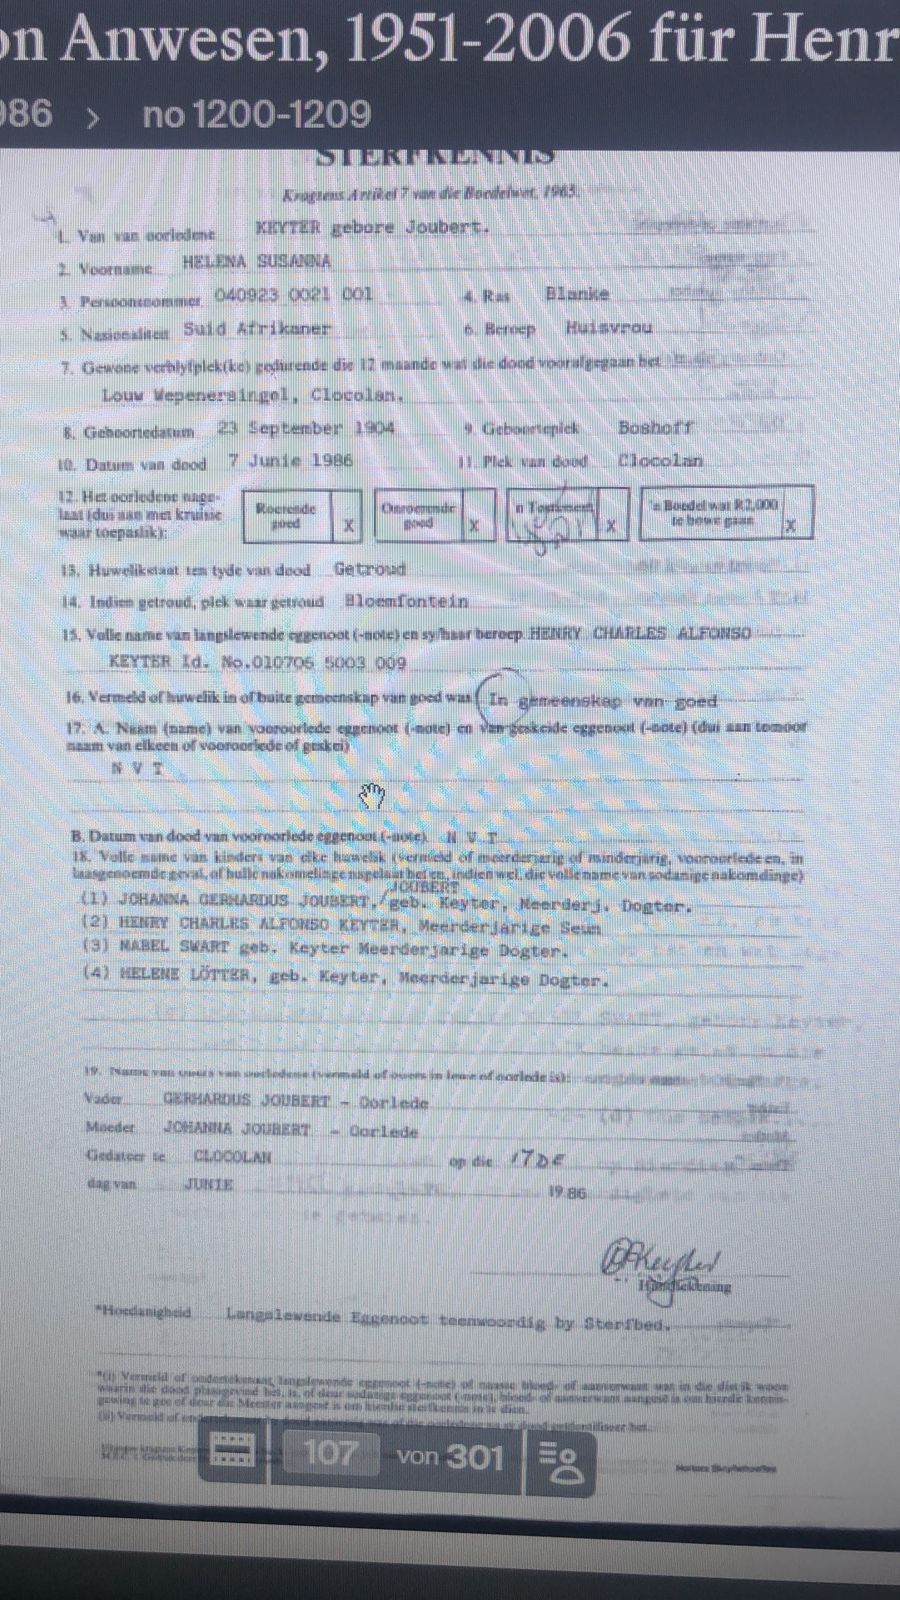 on Anwesen, 1951-2006 für Henr
986 > no 1200-1209
STERFKENNIS
Kragtens Artikel 7 van die Boedelwet, 1965.
1. Van van oorledene KEYTER gebore Joubert.
2. Voorname HELENA SUSANNA
3. Persoonsnommer 040923 0021 001 4. Ras Blanke
5. Nasionaliteit Suid Afrikaner 6. Beroep Huisvrou
7. Gewone verblyfplek(ke) gedurende die 12 maande wat die dood voorafgegaan het
Louw Wepenersingel, Clocolan.
8. Geboortedatum 23 September 1904 9. Geboorteplek Boshoff
10. Datum van dood 7 Junie 1986 11. Plek van dood Clocolan
12. Het oorledene nage-
laat (dui aan met kruisie
waar toepaslik):
Roerende goed X
Onroerende goed X
'n Testament X
'n Boedel wat R2,000 te bowe gaan X
13. Huwelikstaat ten tyde van dood Getroud
14. Indien getroud, plek waar getroud Bloemfontein
15. Volle name van langslewende eggenoot (-note) en sy/haar beroep HENRY CHARLES ALFONSO
KEYTER Id. No.010706 5003 009
16. Vermeld of huwelik in of buite gemeenskap van goed was In gemeenskap van goed
17. A. Naam (name) van vooroorlede eggenoot (-note) en van geskeide eggenoot (-note) (dui aan teenoor
naam van elkeen of vooroorlede of geskei)
N V T
B. Datum van dood van vooroorlede eggenoot (-note) N V T
18. Volle name van kinders van elke huwelik (vermeld of meerderjarig of minderjarig, vooroorlede en, in
laasgenoemde geval, of hulle nakomelinge nagelaat het en, indien wel, die volle name van sodanige nakomelinge)
JOUBERT
(1) JOHANNA GERHARDUS JOUBERT,/geb. Keyter, Meerderj. Dogter.
(2) HENRY CHARLES ALFONSO KEYTER, Meerderjarige Seun
(3) MABEL SWART geb. Keyter Meerderjarige Dogter.
(4) HELENE LÖTTER, geb. Keyter, Meerderjarige Dogter.
19. Name van ouers van oorledene (vermeld of ouers in lewe of oorlede is):
Vader GERHARDUS JOUBERT - Oorlede
Moeder JOHANNA JOUBERT - Oorlede
Gedateer te CLOCOLAN op die 17DE
dag van JUNIE 1986
Handtekening
*Hoedanigheid Langslewende Eggenoot teenwoordig by Sterfbed.
107 von 301